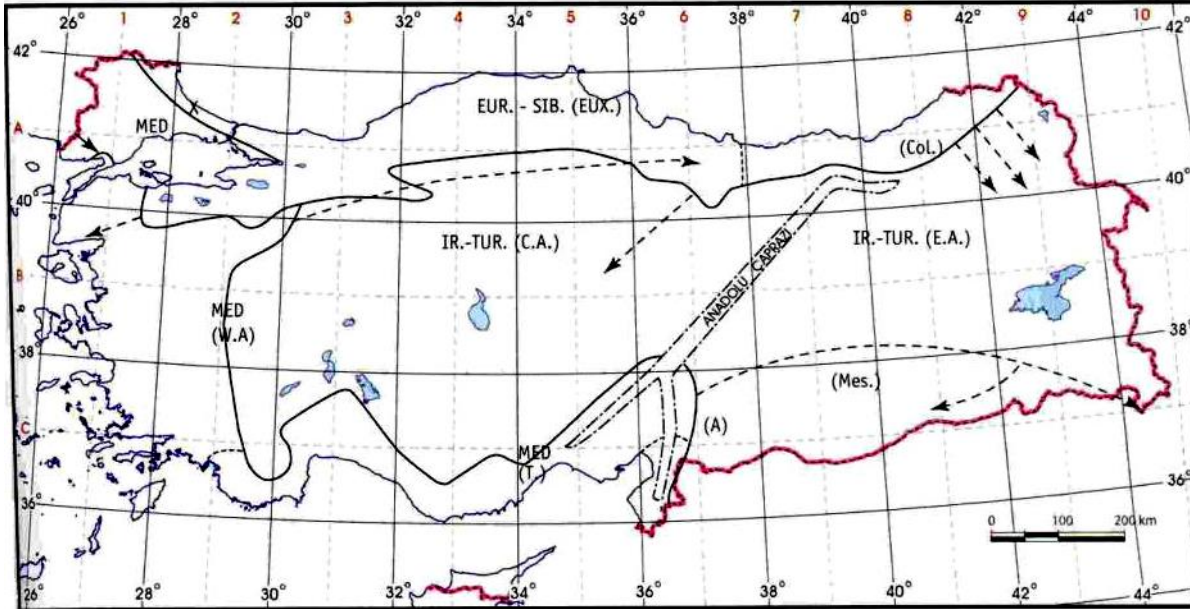 26° 1 28° 2 30° 3 32° 4 34° 5 36° 6 38° 7 40° 8 42° 9 44° 10
42° 42°
EUR. - SIB. (EUX.)
X
MED
A
(Col.)
40° 40°
IR.-TUR. (C.A.)
IR.-TUR. (E.A.)
ANADOLU ÇAPRAZI
B
MED
(W.A)
38° 38°
(Mes.)
C
(A)
MED
(T.)
36° 36°
0 100 200 km
26° 28° 30° 32° 34° 36° 38° 40° 42° 44°